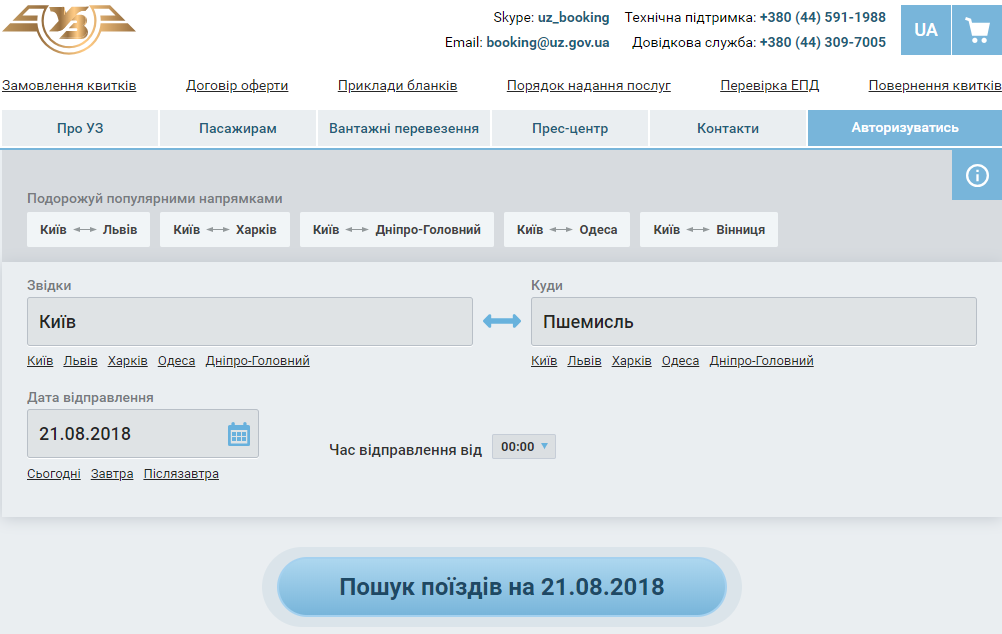 Skype: uz_booking Технічна підтримка: +380 (44) 591-1988
Email: booking@uz.gov.ua Довідкова служба: +380 (44) 309-7005
UA
Замовлення квитків Договір оферти Приклади бланків Порядок надання послуг Перевірка ЕПД Повернення квитків
Про УЗ Пасажирам Вантажні перевезення Прес-центр Контакти Авторизуватись
Подорожуй популярними напрямками
Київ Львів Київ Харків Київ Дніпро-Головний Київ Одеса Київ Вінниця
Звідки Куди
Київ Пшемисль
Київ Львів Харків Одеса Дніпро-Головний Київ Львів Харків Одеса Дніпро-Головний
Дата відправлення
21.08.2018
Час відправлення від 00:00
Сьогодні Завтра Післязавтра
Пошук поїздів на 21.08.2018